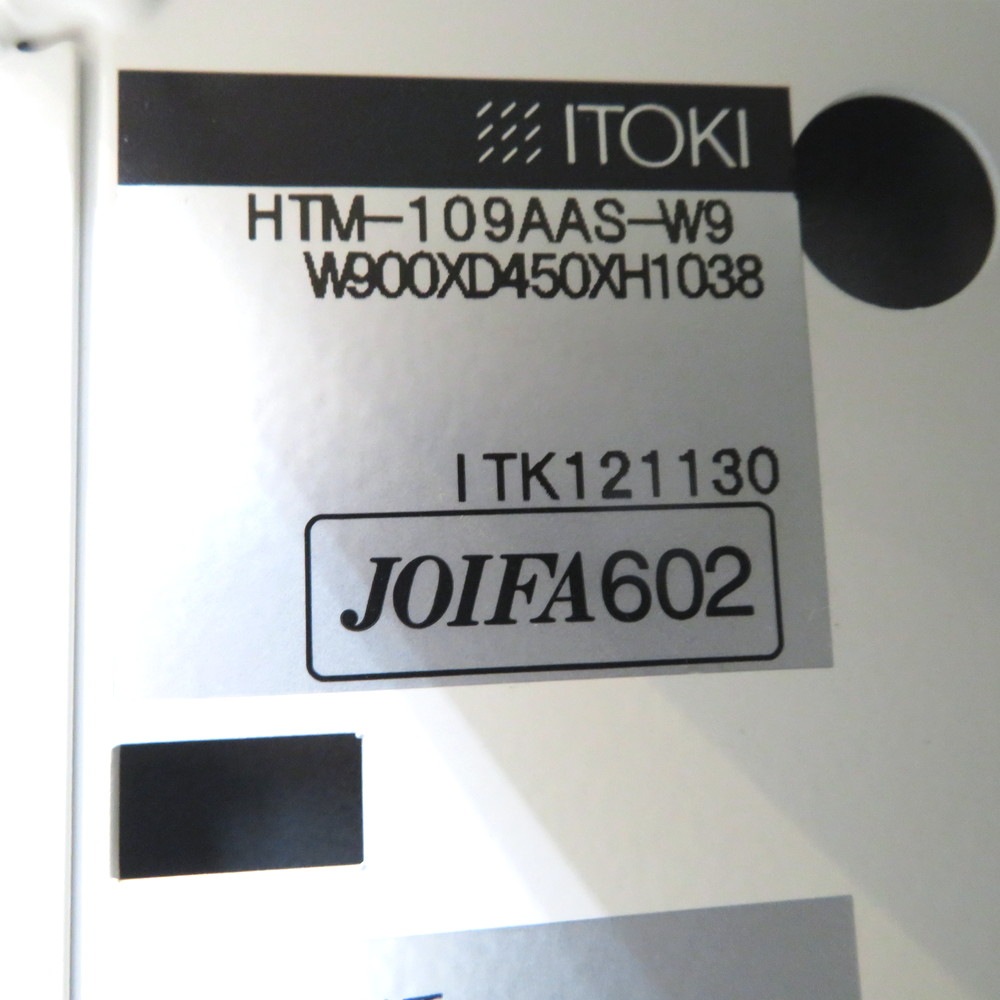 ITOKI
HTM-109AAS-W9
W900XD450XH1038
ITK121130
JOIFA602